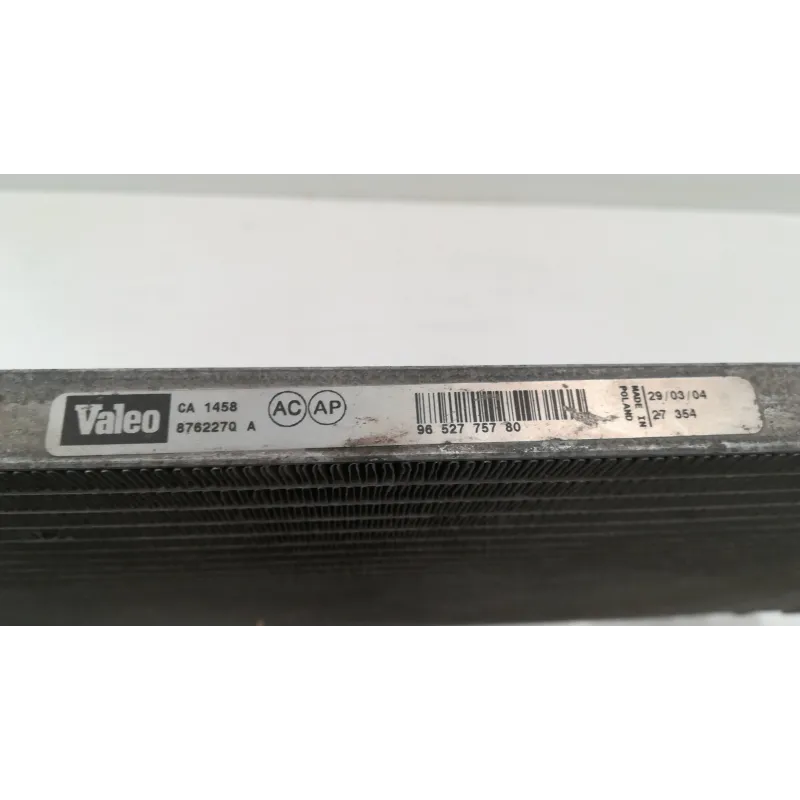 Valeo
CA 1458
876227Q A
AC AP
96 527 757 80
MADE IN
POLAND
29/03/04
27 354